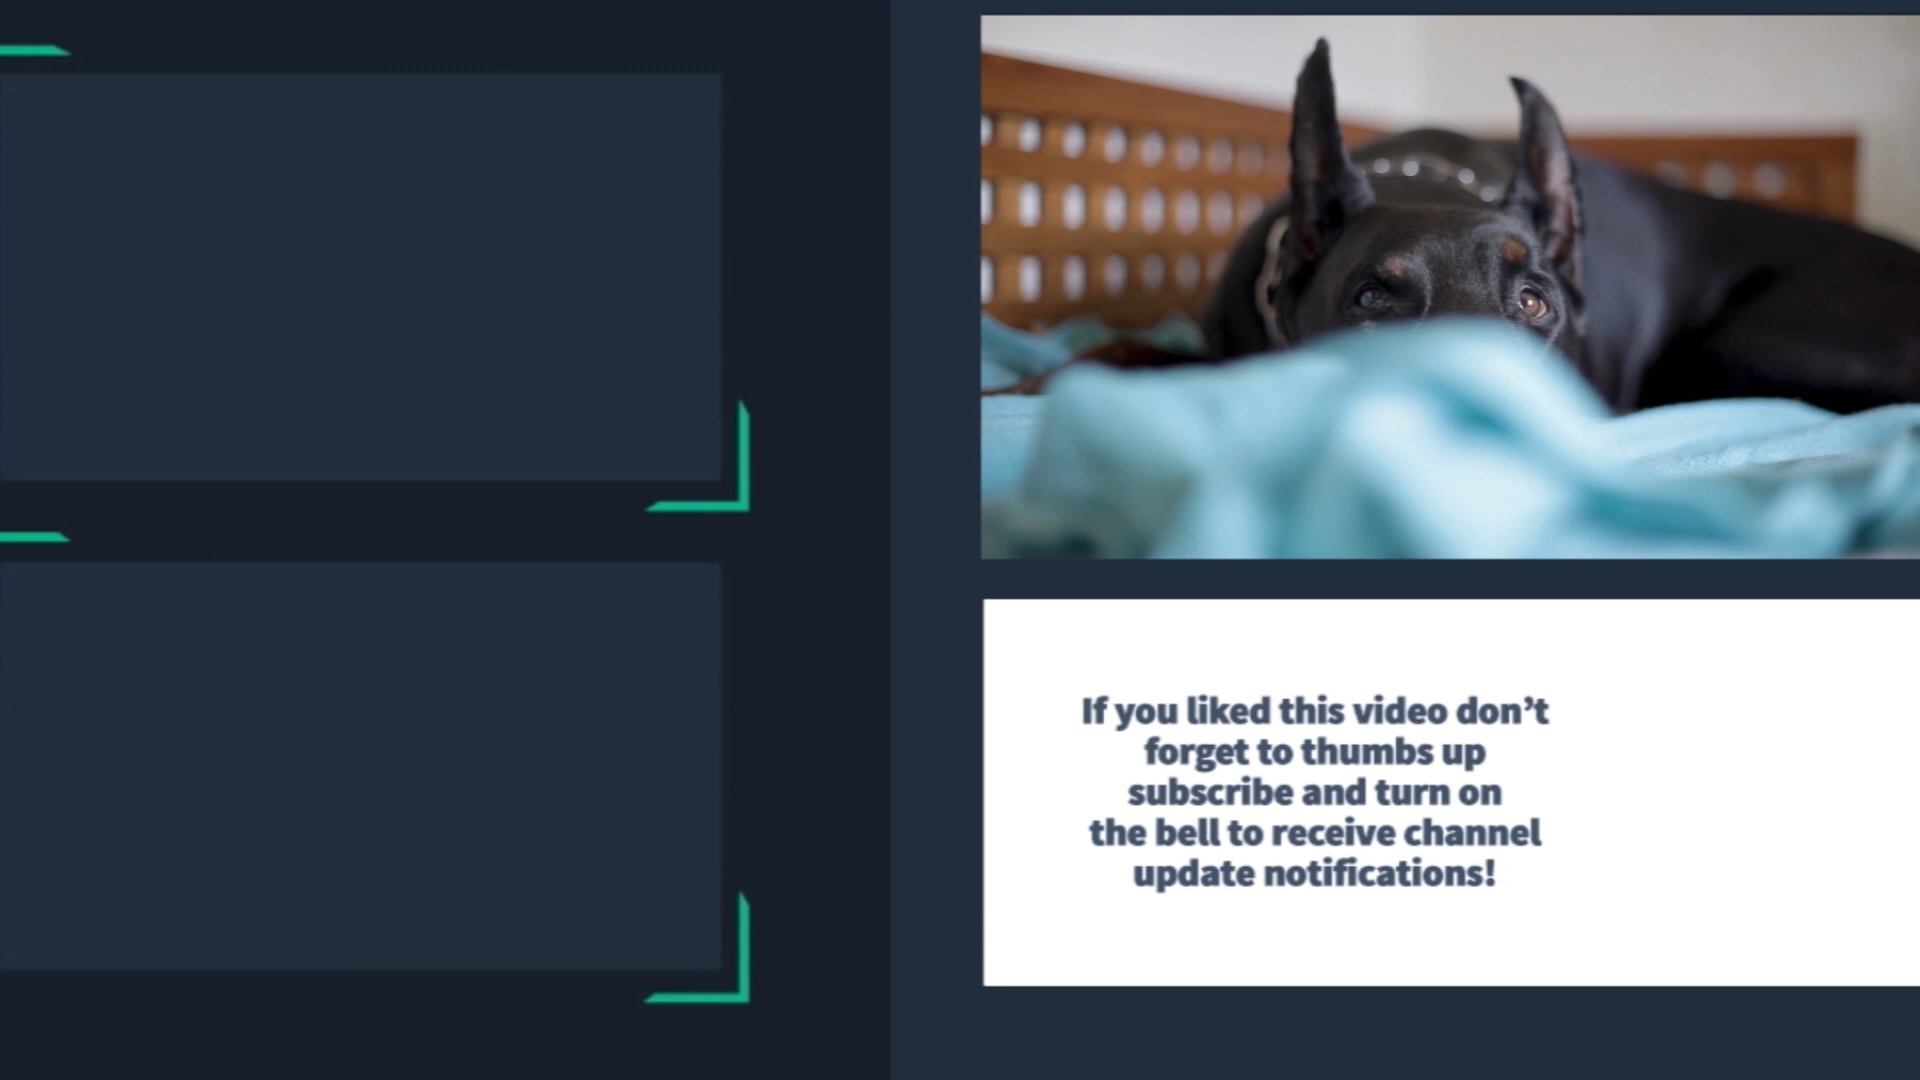 If you liked this video don’t
forget to thumbs up
subscribe and turn on
the bell to receive channel
update notifications!